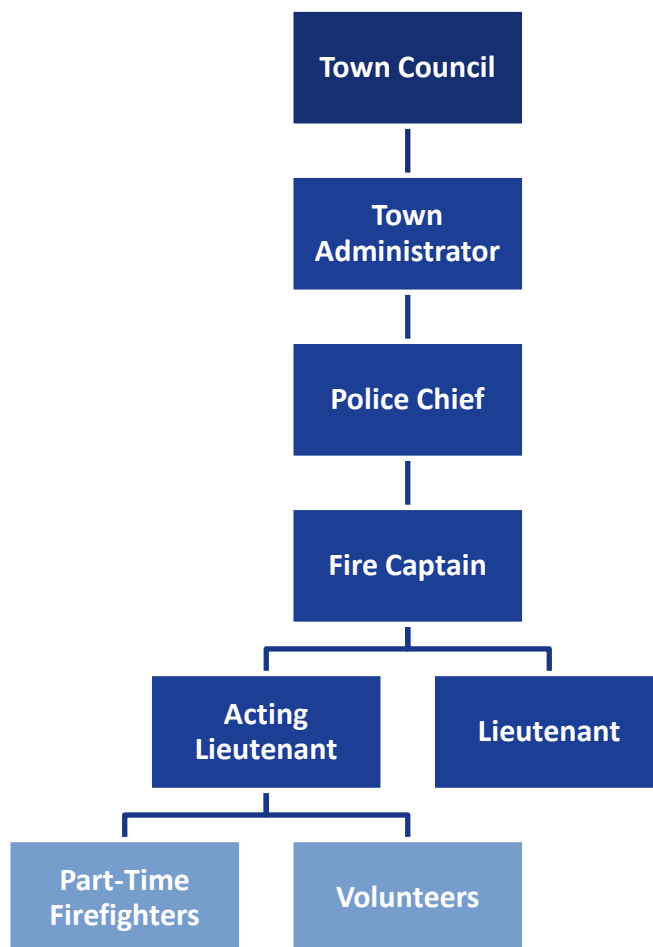 Town Council
Town
Administrator
Police Chief
Fire Captain
Acting
Lieutenant
Lieutenant
Part-Time
Firefighters
Volunteers